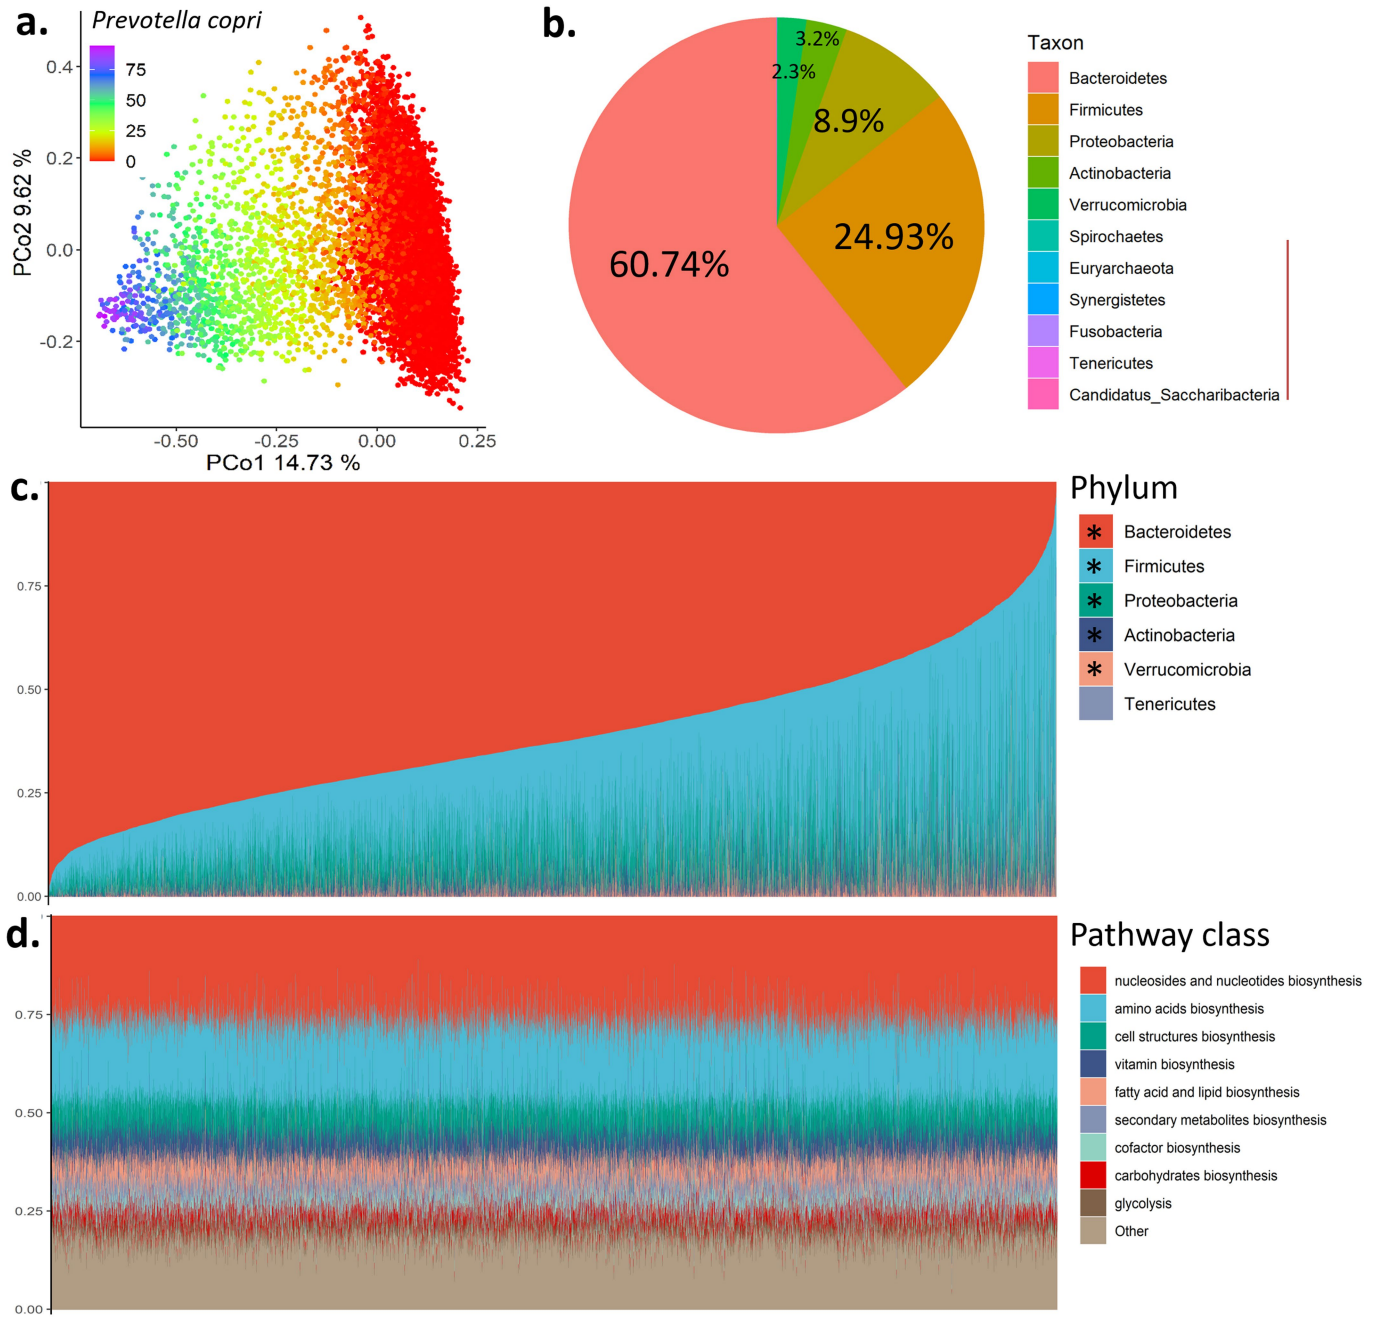 a.
Prevotella copri
75
50
25
0
0.4
0.2
0.0
-0.2
PCo2 9.62 %
-0.50 -0.25 0.00 0.25
PCo1 14.73 %
b.
3.2%
2.3%
8.9%
24.93%
60.74%
Taxon
Bacteroidetes
Firmicutes
Proteobacteria
Actinobacteria
Verrucomicrobia
Spirochaetes
Euryarchaeota
Synergistetes
Fusobacteria
Tenericutes
Candidatus_Saccharibacteria
c.
0.75
0.50
0.25
0.00
Phylum
* Bacteroidetes
* Firmicutes
* Proteobacteria
* Actinobacteria
* Verrucomicrobia
Tenericutes
d.
0.75
0.50
0.25
0.00
Pathway class
nucleosides and nucleotides biosynthesis
amino acids biosynthesis
cell structures biosynthesis
vitamin biosynthesis
fatty acid and lipid biosynthesis
secondary metabolites biosynthesis
cofactor biosynthesis
carbohydrates biosynthesis
glycolysis
Other